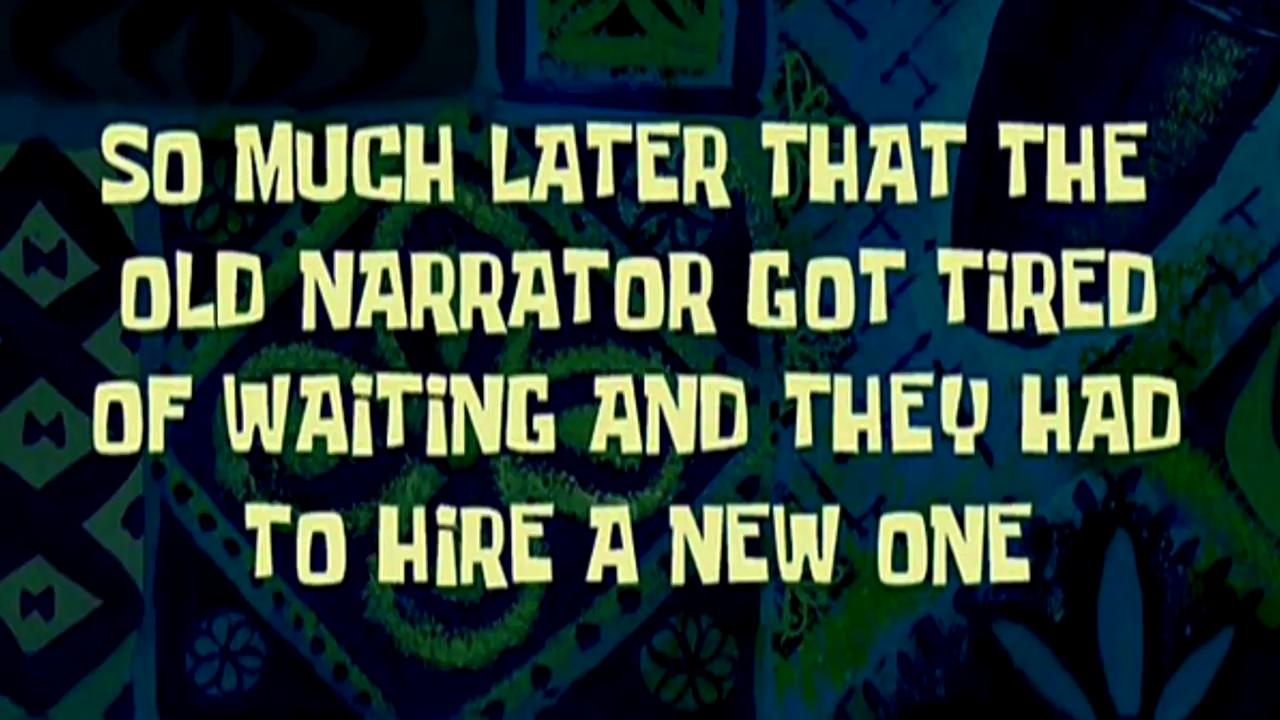 SO MUCH LATER THAT THE
OLD NARRATOR GOT TiRED
OF WAiTiNG AND THEY HAD
TO HiRE A NEW ONE